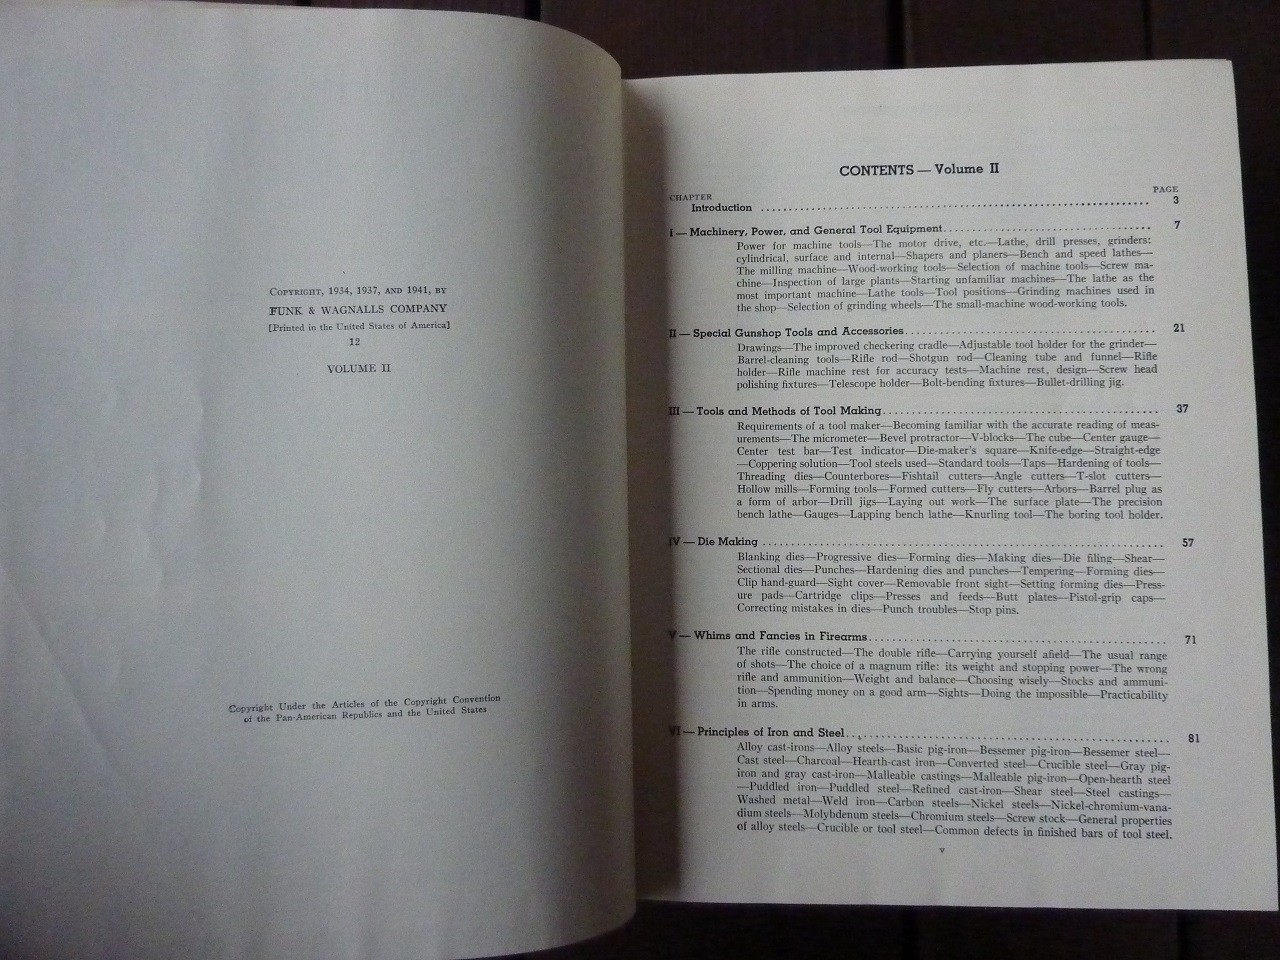 COPYRIGHT, 1934, 1937, AND 1941, BY
FUNK & WAGNALLS COMPANY
[Printed in the United States of America]
12
VOLUME II
Copyright Under the Articles of the Copyright Convention
of the Pan-American Republics and the United States
CONTENTS — Volume II
CHAPTER PAGE
Introduction .......... 3
I — Machinery, Power, and General Tool Equipment .......... 7
Power for machine tools—The motor drive, etc.—Lathe, drill presses, grinders:
cylindrical, surface and internal—Shapers and planers—Bench and speed lathes—
The milling machine—Wood-working tools—Selection of machine tools—Screw ma-
chine—Inspection of large plants—Starting unfamiliar machines—The lathe as the
most important machine—Lathe tools—Tool positions—Grinding machines used in
the shop—Selection of grinding wheels—The small-machine wood-working tools.
II — Special Gunshop Tools and Accessories .......... 21
Drawings—The improved checkering cradle—Adjustable tool holder for the grinder—
Barrel-cleaning tools—Rifle rod—Shotgun rod—Cleaning tube and funnel—Rifle
holder—Rifle machine rest for accuracy tests—Machine rest, design—Screw head
polishing fixtures—Telescope holder—Bolt-bending fixtures—Bullet-drilling jig.
III — Tools and Methods of Tool Making .......... 37
Requirements of a tool maker—Becoming familiar with the accurate reading of meas-
urements—The micrometer—Bevel protractor—V-blocks—The cube—Center gauge—
Center test bar—Test indicator—Die-maker's square—Knife-edge—Straight-edge
—Coppering solution—Tool steels used—Standard tools—Taps—Hardening of tools—
Threading dies—Counterbores—Fishtail cutters—Angle cutters—T-slot cutters—
Hollow mills—Forming tools—Formed cutters—Fly cutters—Arbors—Barrel plug as
a form of arbor—Drill jigs—Laying out work—The surface plate—The precision
bench lathe—Gauges—Lapping bench lathe—Knurling tool—The boring tool holder.
IV — Die Making .......... 57
Blanking dies—Progressive dies—Forming dies—Making dies—Die filing—Shear—
Sectional dies—Punches—Hardening dies and punches—Tempering—Forming dies—
Clip hand-guard—Sight cover—Removable front sight—Setting forming dies—Press-
ure pads—Cartridge clips—Presses and feeds—Butt plates—Pistol-grip caps—
Correcting mistakes in dies—Punch troubles—Stop pins.
V — Whims and Fancies in Firearms .......... 71
The rifle constructed—The double rifle—Carrying yourself afield—The usual range
of shots—The choice of a magnum rifle: its weight and stopping power—The wrong
rifle and ammunition—Weight and balance—Choosing wisely—Stocks and ammuni-
tion—Spending money on a good arm—Sights—Doing the impossible—Practicability
in arms.
VI — Principles of Iron and Steel .......... 81
Alloy cast-irons—Alloy steels—Basic pig-iron—Bessemer pig-iron—Bessemer steel—
Cast steel—Charcoal—Hearth-cast iron—Converted steel—Crucible steel—Gray pig-
iron and gray cast-iron—Malleable castings—Malleable pig-iron—Open-hearth steel
—Puddled iron—Puddled steel—Refined cast-iron—Shear steel—Steel castings—
Washed metal—Weld iron—Carbon steels—Nickel steels—Nickel-chromium-vana-
dium steels—Molybdenum steels—Chromium steels—Screw stock—General properties
of alloy steels—Crucible or tool steel—Common defects in finished bars of tool steel.
v